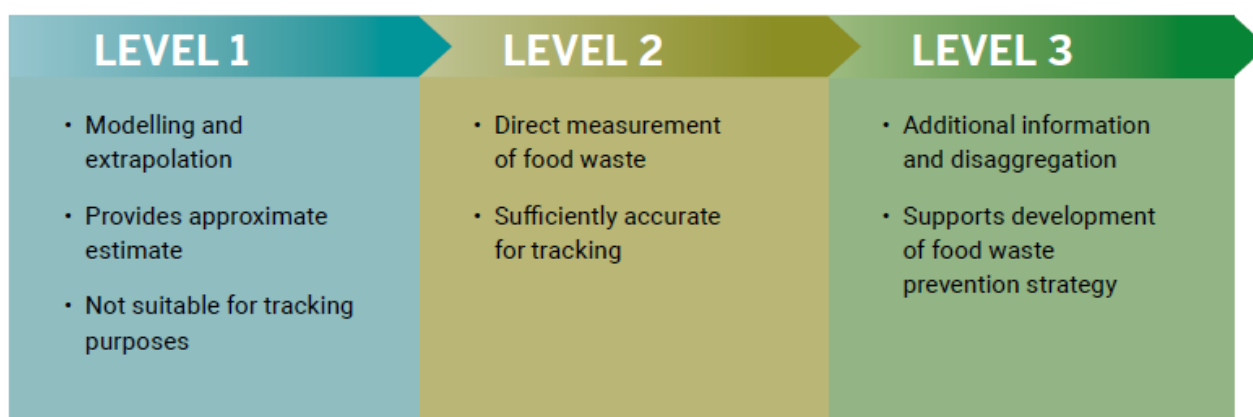 LEVEL 1
• Modelling and
extrapolation
• Provides approximate
estimate
• Not suitable for tracking
purposes
LEVEL 2
• Direct measurement
of food waste
• Sufficiently accurate
for tracking
LEVEL 3
• Additional information
and disaggregation
• Supports development
of food waste
prevention strategy